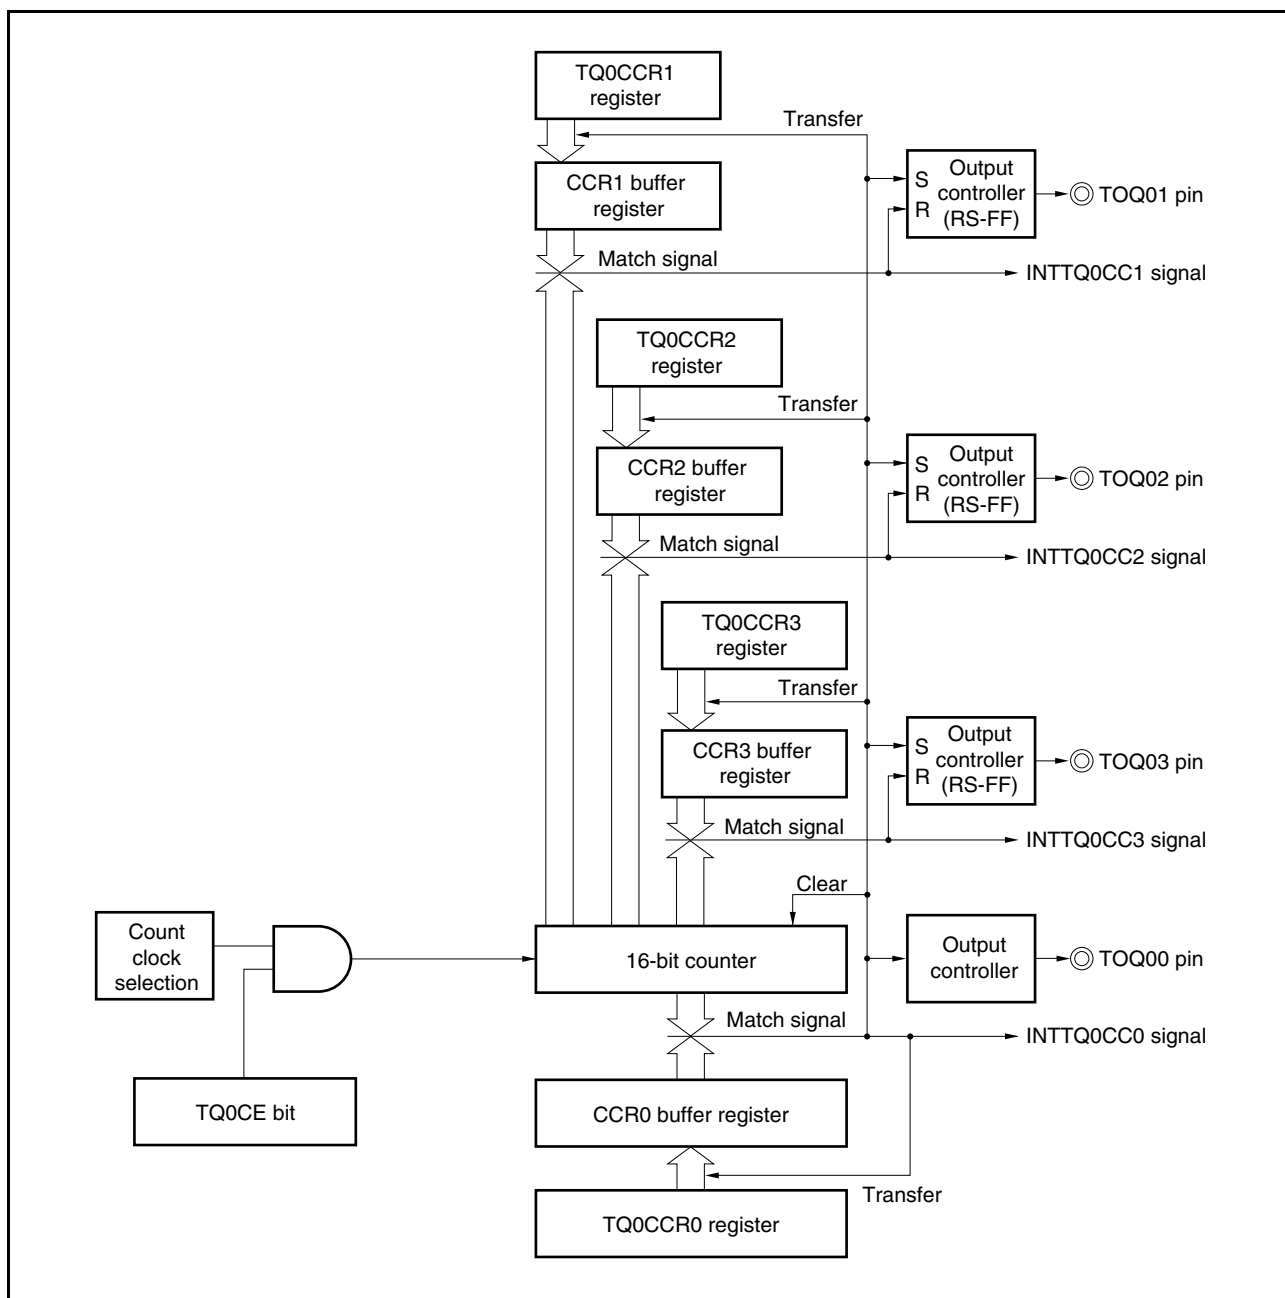 TQ0CCR1
register
Transfer
CCR1 buffer
register
S
R
Output
controller
(RS-FF)
TOQ01 pin
Match signal
INTTQ0CC1 signal
TQ0CCR2
register
Transfer
CCR2 buffer
register
S
R
Output
controller
(RS-FF)
TOQ02 pin
Match signal
INTTQ0CC2 signal
TQ0CCR3
register
Transfer
CCR3 buffer
register
S
R
Output
controller
(RS-FF)
TOQ03 pin
Match signal
INTTQ0CC3 signal
Clear
Count
clock
selection
16-bit counter
Output
controller
TOQ00 pin
Match signal
INTTQ0CC0 signal
TQ0CE bit
CCR0 buffer register
Transfer
TQ0CCR0 register